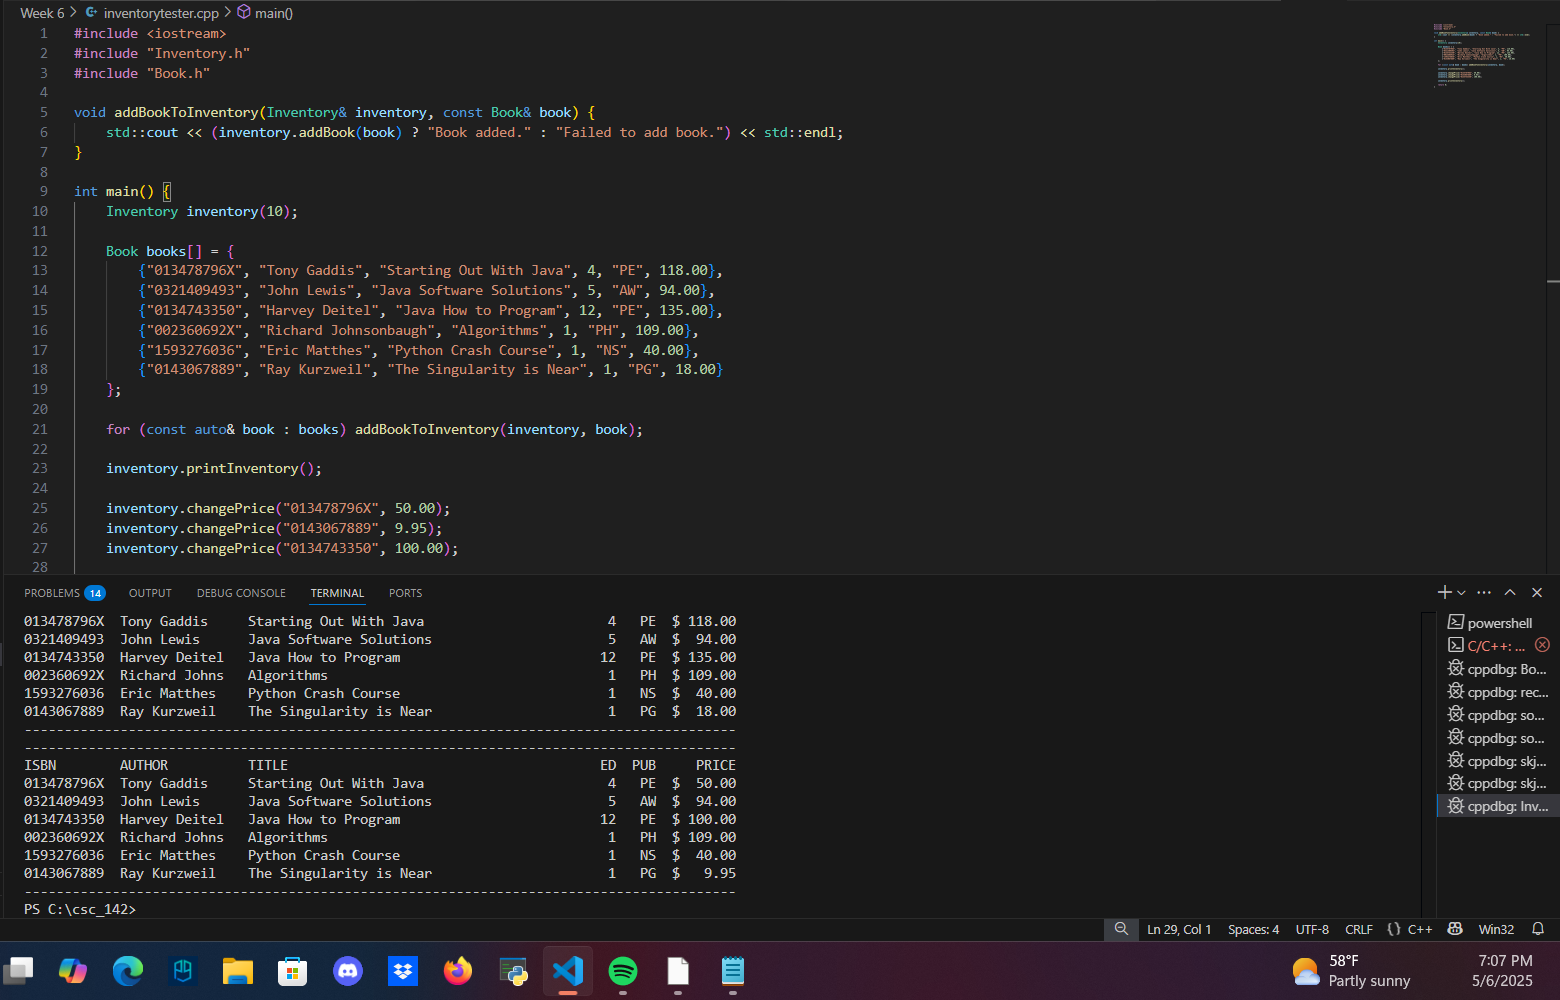 Week 6 > inventorytester.cpp > main()
1 #include <iostream>
2 #include "Inventory.h"
3 #include "Book.h"
4
5 void addBookToInventory(Inventory& inventory, const Book& book) {
6     std::cout << (inventory.addBook(book) ? "Book added." : "Failed to add book.") << std::endl;
7 }
8
9 int main() {
10     Inventory inventory(10);
11
12     Book books[] = {
13         {"013478796X", "Tony Gaddis", "Starting Out With Java", 4, "PE", 118.00},
14         {"0321409493", "John Lewis", "Java Software Solutions", 5, "AW", 94.00},
15         {"0134743350", "Harvey Deitel", "Java How to Program", 12, "PE", 135.00},
16         {"002360692X", "Richard Johnsonbaugh", "Algorithms", 1, "PH", 109.00},
17         {"1593276036", "Eric Matthes", "Python Crash Course", 1, "NS", 40.00},
18         {"0143067889", "Ray Kurzweil", "The Singularity is Near", 1, "PG", 18.00}
19     };
20
21     for (const auto& book : books) addBookToInventory(inventory, book);
22
23     inventory.printInventory();
24
25     inventory.changePrice("013478796X", 50.00);
26     inventory.changePrice("0143067889", 9.95);
27     inventory.changePrice("0134743350", 100.00);
28
PROBLEMS 14 OUTPUT DEBUG CONSOLE TERMINAL PORTS
013478796X  Tony Gaddis     Starting Out With Java                       4   PE  $ 118.00
0321409493  John Lewis      Java Software Solutions                      5   AW  $  94.00
0134743350  Harvey Deitel   Java How to Program                         12   PE  $ 135.00
002360692X  Richard Johns   Algorithms                                   1   PH  $ 109.00
1593276036  Eric Matthes    Python Crash Course                          1   NS  $  40.00
0143067889  Ray Kurzweil    The Singularity is Near                      1   PG  $  18.00
-----------------------------------------------------------------------------------------
-----------------------------------------------------------------------------------------
ISBN        AUTHOR          TITLE                                       ED  PUB     PRICE
013478796X  Tony Gaddis     Starting Out With Java                       4   PE  $  50.00
0321409493  John Lewis      Java Software Solutions                      5   AW  $  94.00
0134743350  Harvey Deitel   Java How to Program                         12   PE  $ 100.00
002360692X  Richard Johns   Algorithms                                   1   PH  $ 109.00
1593276036  Eric Matthes    Python Crash Course                          1   NS  $  40.00
0143067889  Ray Kurzweil    The Singularity is Near                      1   PG  $   9.95
-----------------------------------------------------------------------------------------
PS C:\csc_142>
powershell
C/C++: ...
cppdbg: Bo...
cppdbg: rec...
cppdbg: so...
cppdbg: so...
cppdbg: skj...
cppdbg: skj...
cppdbg: Inv...
Ln 29, Col 1 Spaces: 4 UTF-8 CRLF {} C++ Win32
58°F
Partly sunny
7:07 PM
5/6/2025